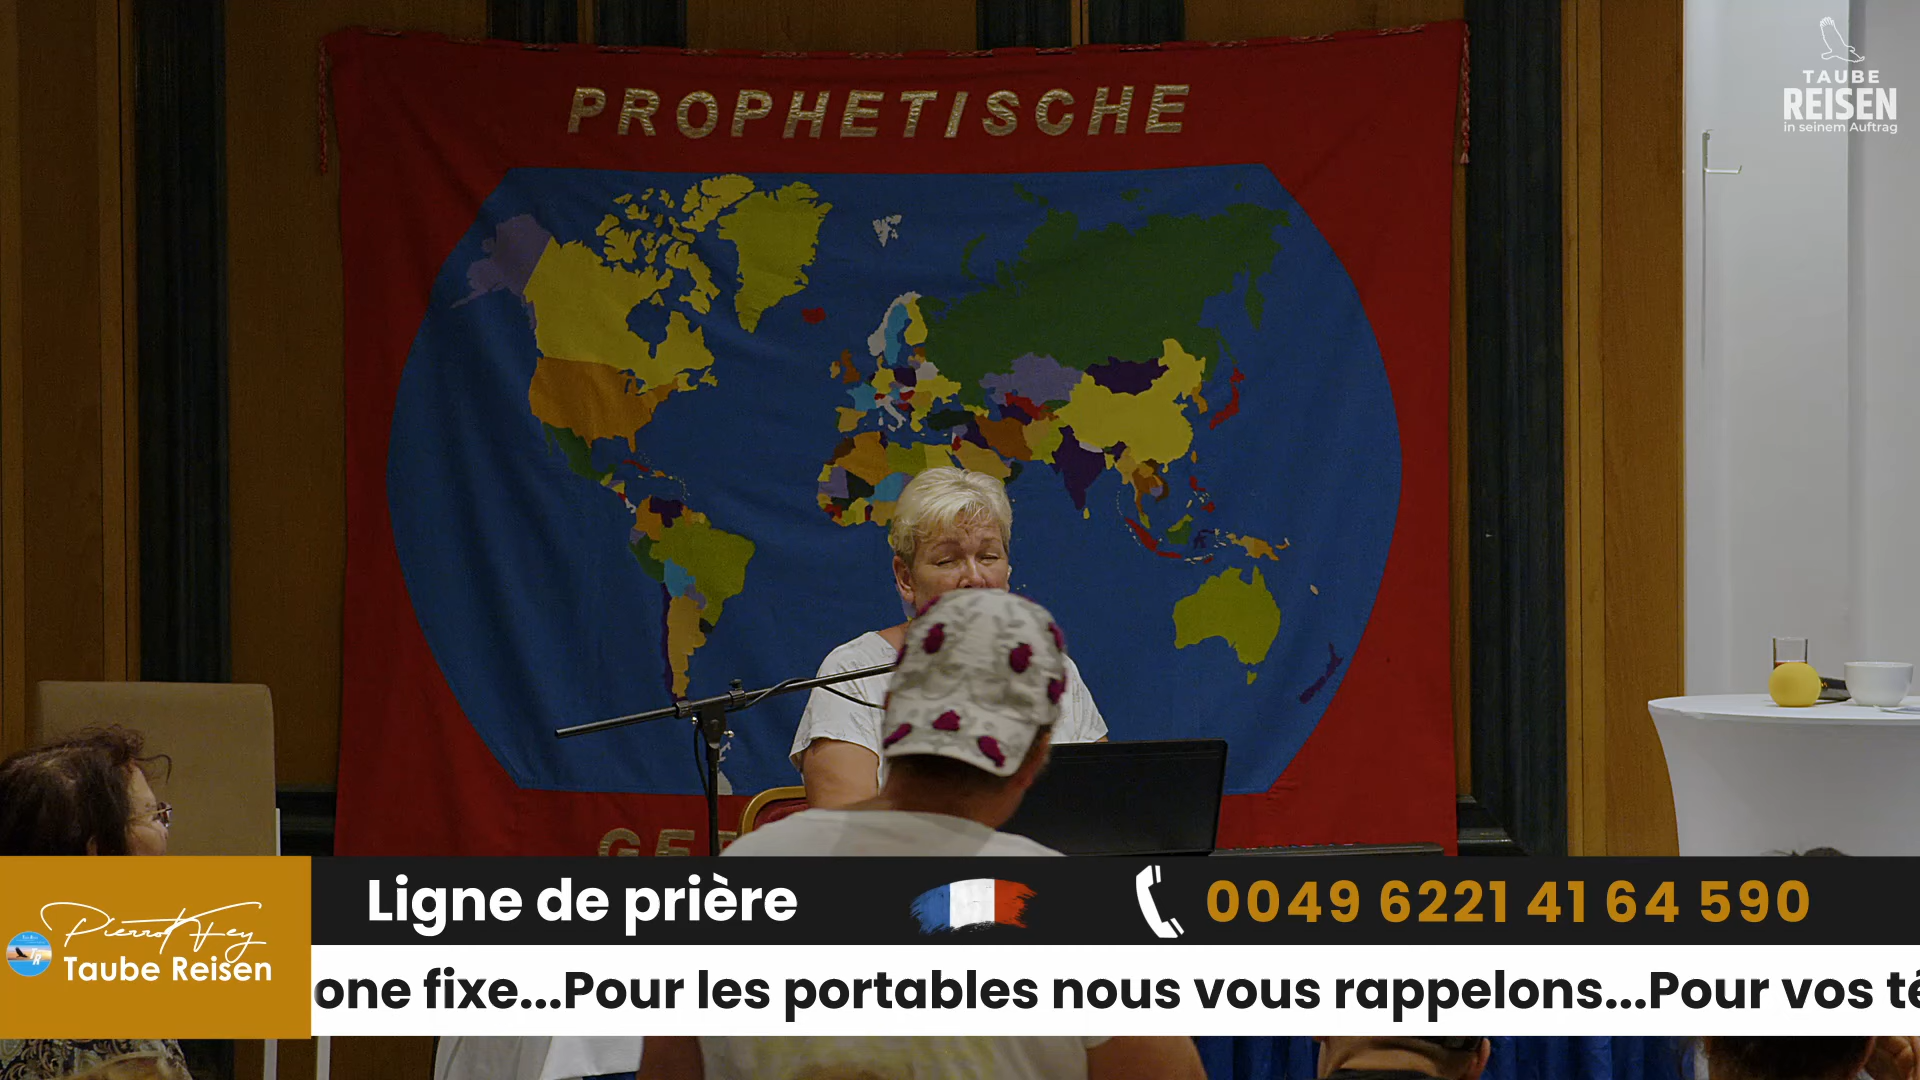 PROPHETISCHE
TAUBE
REISEN
in seinem Auftrag
Ligne de prière
0049 6221 41 64 590
Pierrot Fey
Taube Reisen
one fixe...Pour les portables nous vous rappelons...Pour vos té